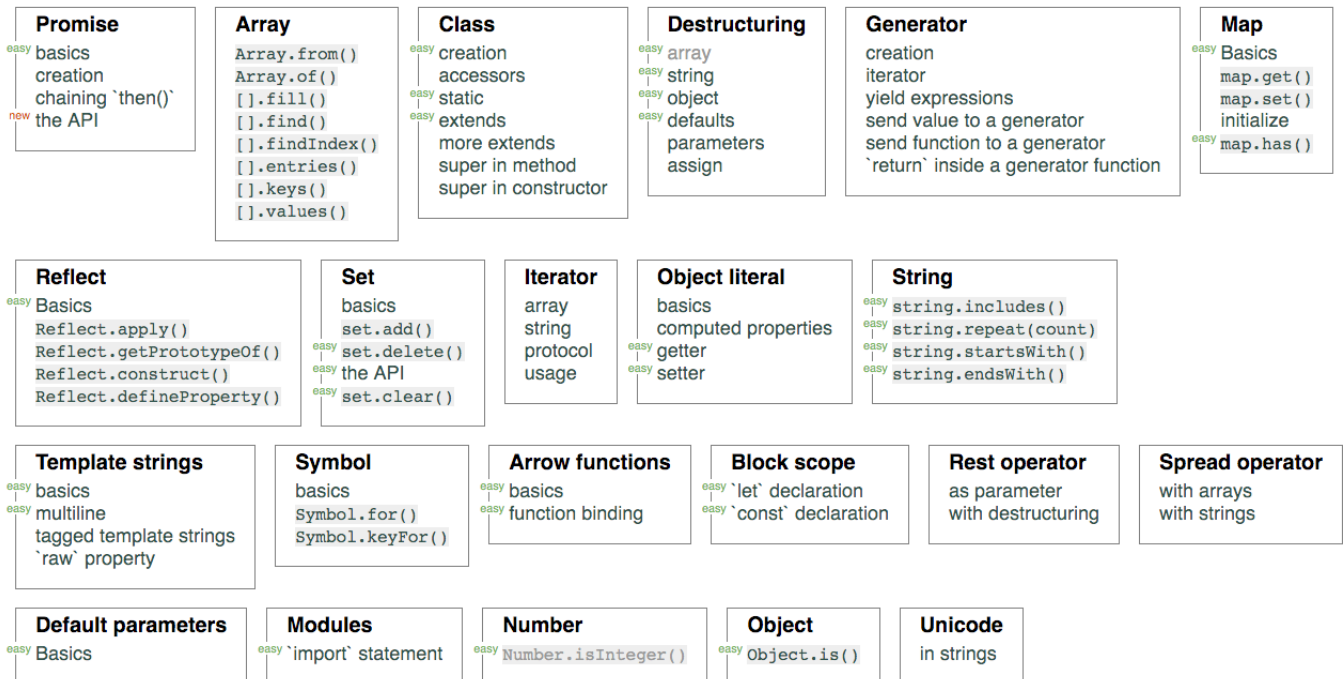 Promise
easy basics
creation
chaining `then()`
new the API
Array
Array.from()
Array.of()
[].fill()
[].find()
[].findIndex()
[].entries()
[].keys()
[].values()
Class
easy creation
accessors
easy static
easy extends
more extends
super in method
super in constructor
Destructuring
easy array
easy string
easy object
easy defaults
parameters
assign
Generator
creation
iterator
yield expressions
send value to a generator
send function to a generator
`return` inside a generator function
Map
easy Basics
map.get()
map.set()
initialize
easy map.has()
Reflect
easy Basics
Reflect.apply()
Reflect.getPrototypeOf()
Reflect.construct()
Reflect.defineProperty()
Set
basics
set.add()
easy set.delete()
easy the API
easy set.clear()
Iterator
array
string
protocol
usage
Object literal
basics
computed properties
easy getter
easy setter
String
easy string.includes()
easy string.repeat(count)
easy string.startsWith()
easy string.endsWith()
Template strings
easy basics
easy multiline
tagged template strings
`raw` property
Symbol
basics
Symbol.for()
Symbol.keyFor()
Arrow functions
easy basics
easy function binding
Block scope
easy `let` declaration
easy `const` declaration
Rest operator
as parameter
with destructuring
Spread operator
with arrays
with strings
Default parameters
easy Basics
Modules
easy `import` statement
Number
easy Number.isInteger()
Object
easy Object.is()
Unicode
in strings